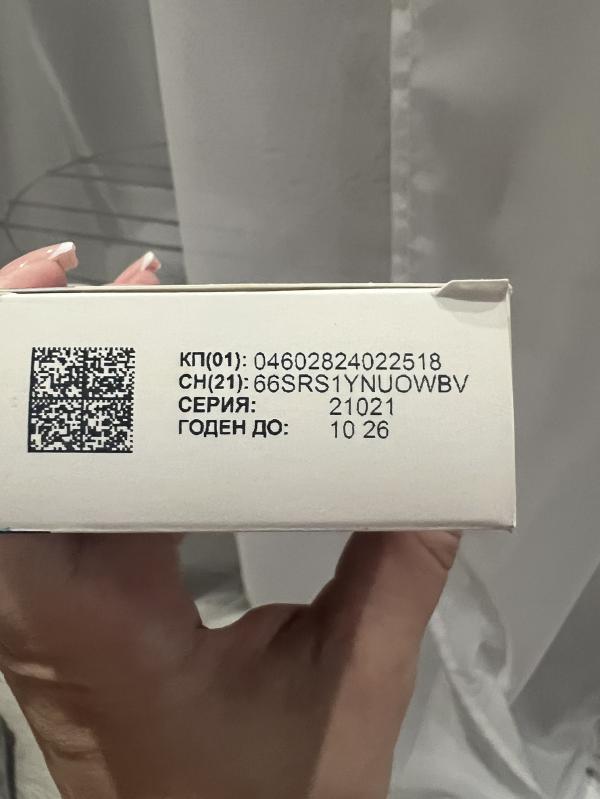 КП(01): 04602824022518
СН(21): 66SRS1YNUOWBV
СЕРИЯ: 21021
ГОДЕН ДО: 10 26